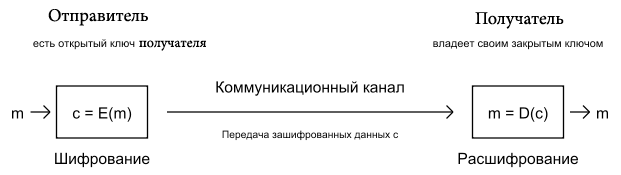 Отправитель
есть открытый ключ получателя
Получатель
владеет своим закрытым ключом
m
c = E(m)
Коммуникационный канал
Передача зашифрованных данных c
m = D(c)
m
Шифрование
Расшифрование